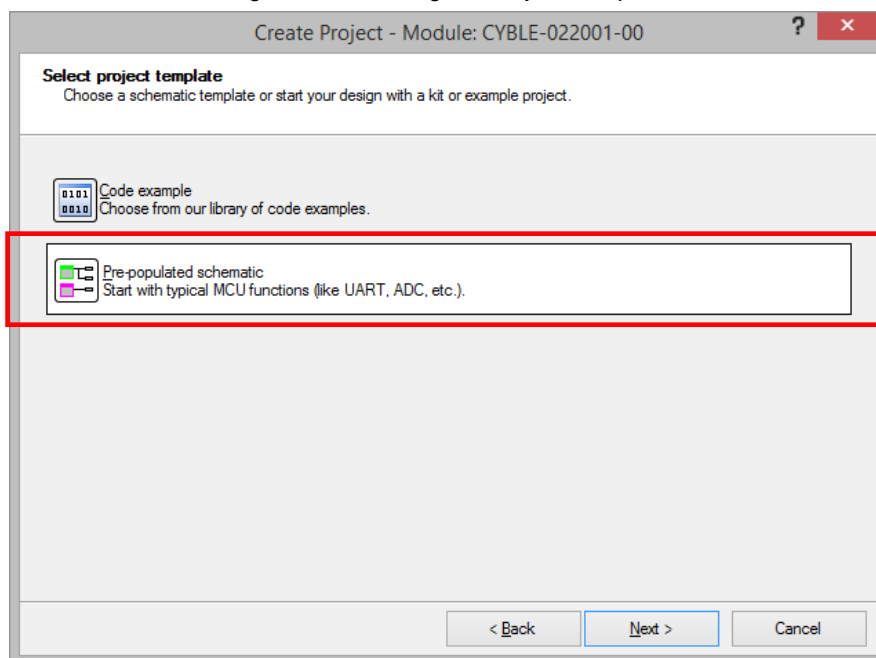 Create Project - Module: CYBLE-022001-00
? ×
Select project template
Choose a schematic template or start your design with a kit or example project.
0101
0010
Code example
Choose from our library of code examples.
Pre-populated schematic
Start with typical MCU functions (like UART, ADC, etc.).
< Back Next > Cancel